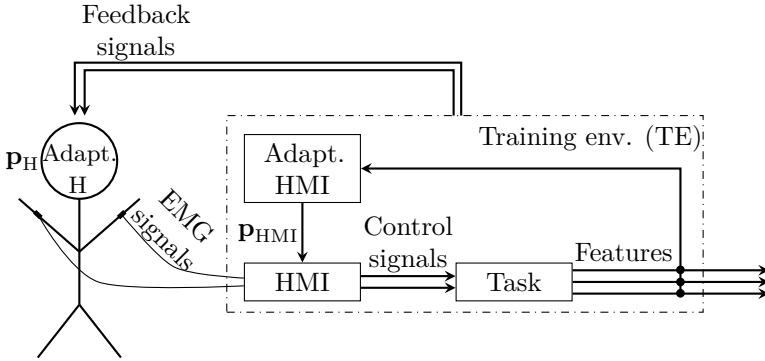 Feedback
signals
Training env. (TE)
Adapt.
HMI
p_H
Adapt.
H
EMG
signals
p_HMI
Control
signals
Features
HMI
Task